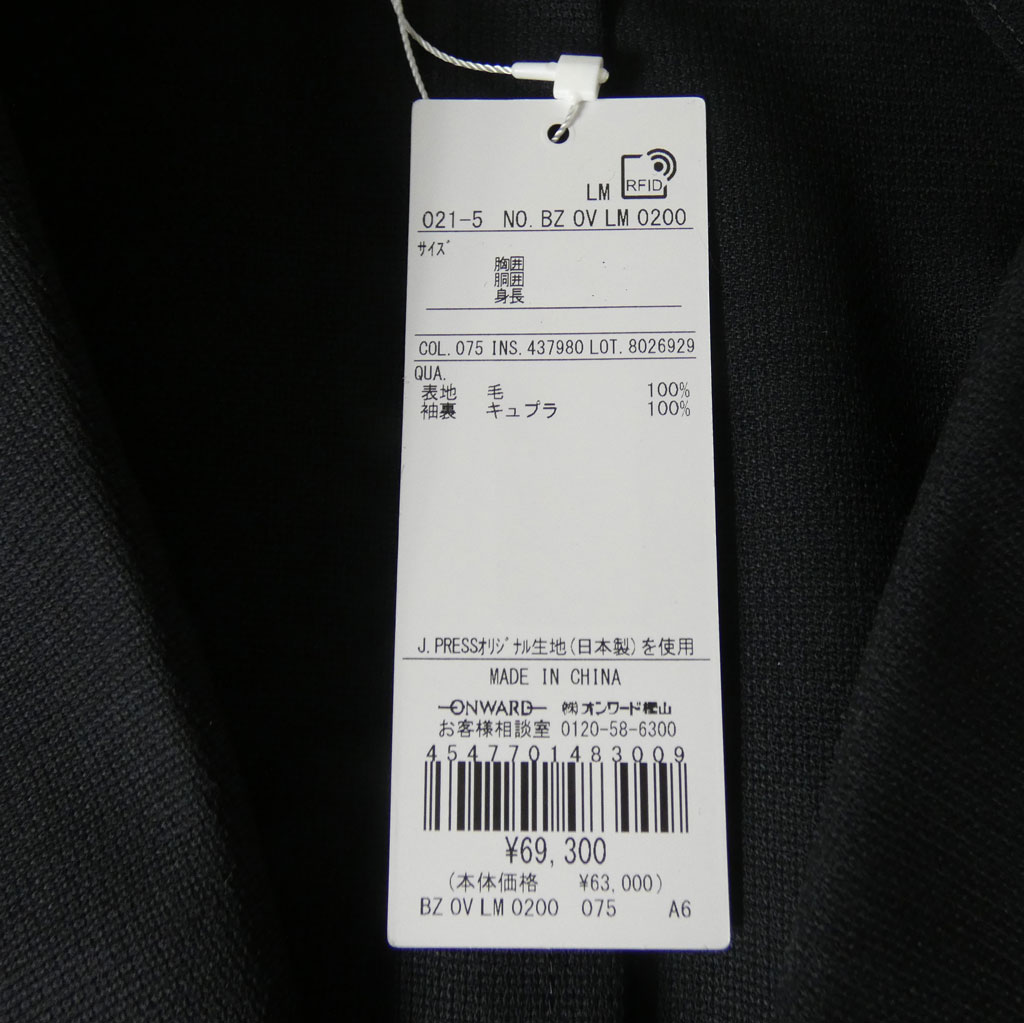 LM RFID
021-5 NO. BZ OV LM 0200
サイズ
胸囲
胴囲
身長
COL. 075 INS. 437980 LOT. 8026929
QUA.
表地 毛 100%
袖裏 キュプラ 100%
J. PRESSオリジナル生地(日本製)を使用
MADE IN CHINA
ONWARD ㈱オンワード樫山
お客様相談室 0120-58-6300
4547701483009
¥69,300
(本体価格 ¥63,000)
BZ OV LM 0200 075 A6